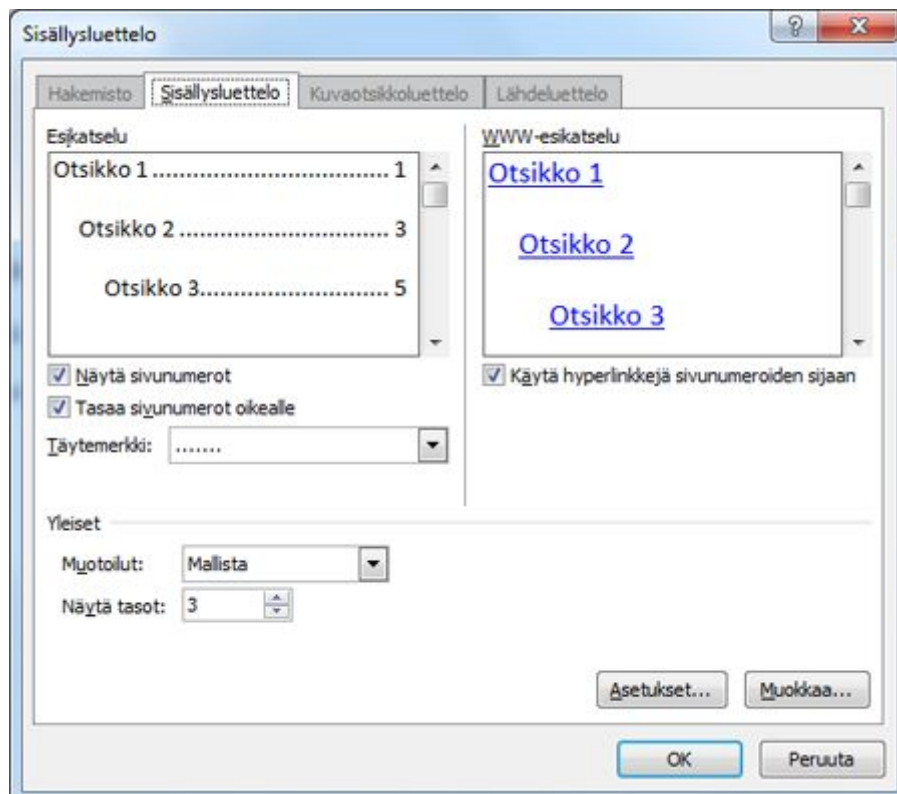 Sisällysluettelo
Hakemisto Sisällysluettelo Kuvaotsikkoluettelo Lähdeluettelo
Esikatselu
Otsikko 1................................... 1
Otsikko 2............................... 3
Otsikko 3............................ 5
Näytä sivunumerot
Tasaa sivunumerot oikealle
Täytemerkki: .......
WWW-esikatselu
Otsikko 1
Otsikko 2
Otsikko 3
Käytä hyperlinkkejä sivunumeroiden sijaan
Yleiset
Muotoilut: Mallista
Näytä tasot: 3
Asetukset... Muokkaa...
OK Peruuta